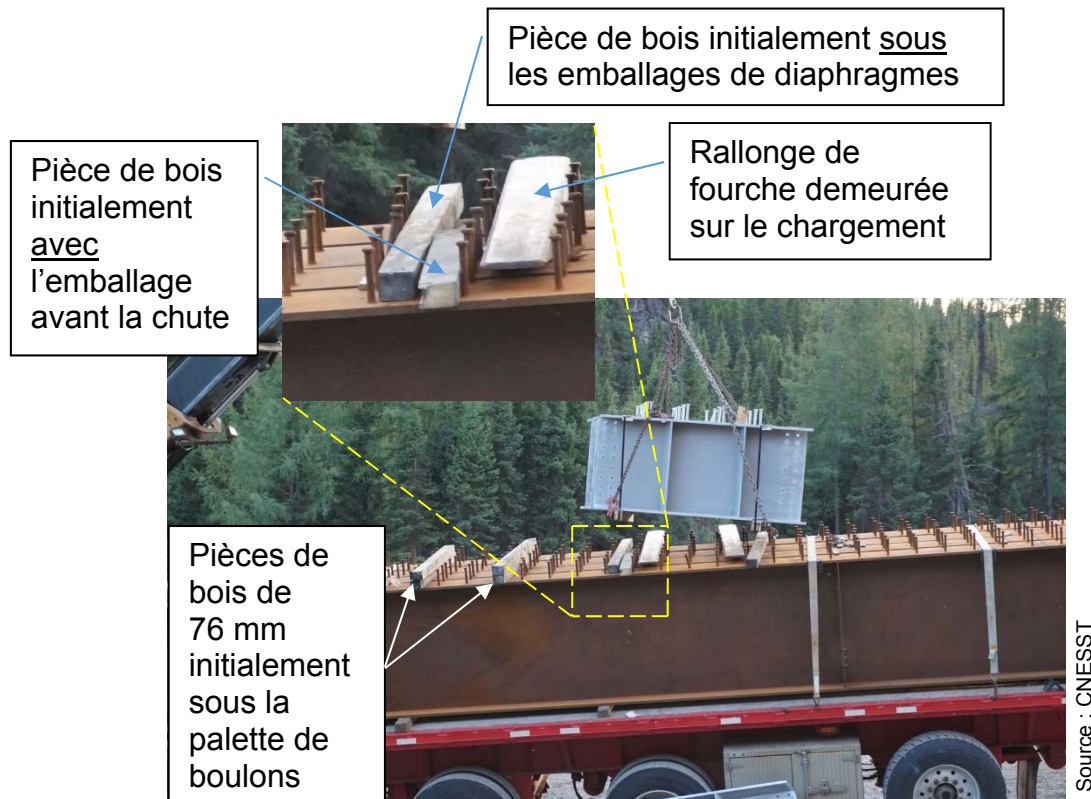 Pièce de bois initialement sous
les emballages de diaphragmes
Pièce de bois
initialement
avec
l’emballage
avant la chute
Rallonge de
fourche demeurée
sur le chargement
Pièces de
bois de
76 mm
initialement
sous la
palette de
boulons
Source : CNESST